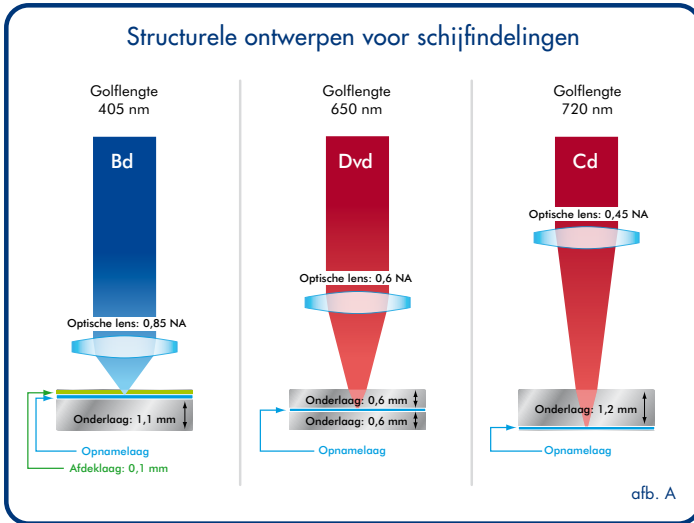 Structurele ontwerpen voor schijfindelingen
Golflengte
405 nm
Bd
Optische lens: 0,85 NA
Onderlaag: 1,1 mm
Opnamelaag
Afdeklaag: 0,1 mm
Golflengte
650 nm
Dvd
Optische lens: 0,6 NA
Onderlaag: 0,6 mm
Onderlaag: 0,6 mm
Opnamelaag
Golflengte
720 nm
Cd
Optische lens: 0,45 NA
Onderlaag: 1,2 mm
Opnamelaag
afb. A